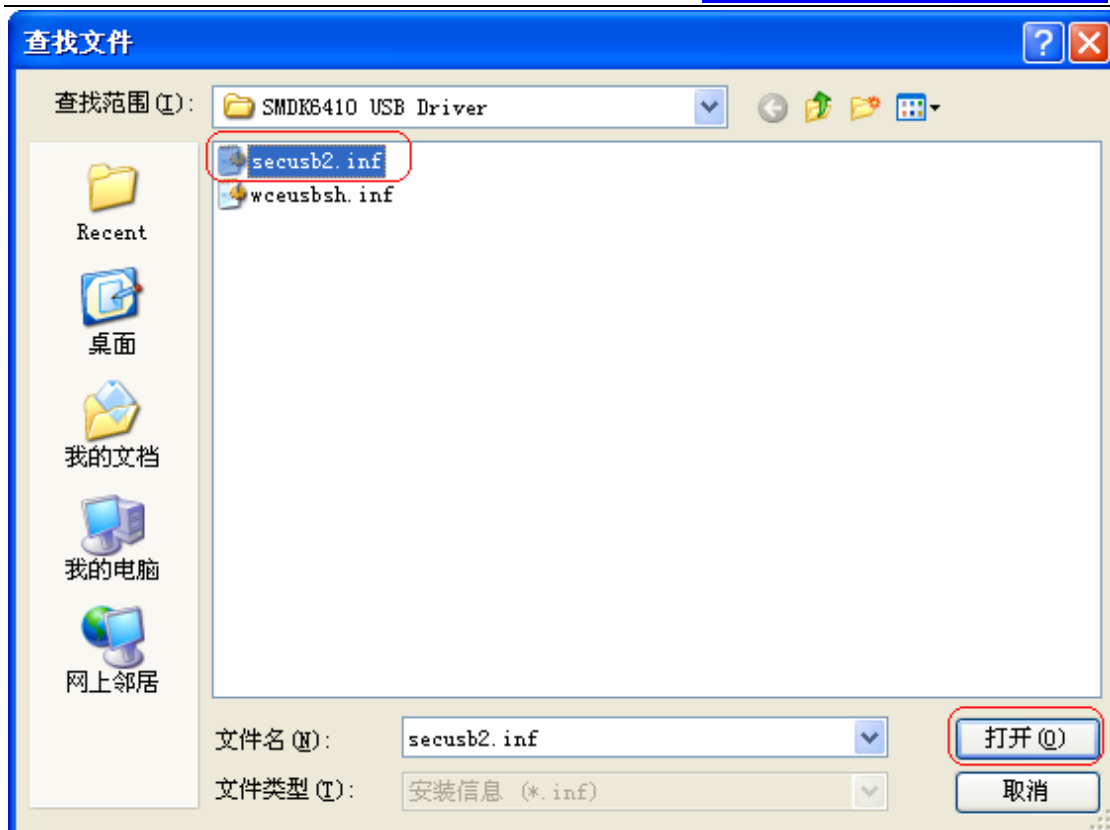 查找文件
查找范围(I):
SMDK6410 USB Driver
secusb2.inf
wceusbsh.inf
Recent
桌面
我的文档
我的电脑
网上邻居
文件名(N):
secusb2.inf
打开(O)
文件类型(T):
安装信息 (*.inf)
取消